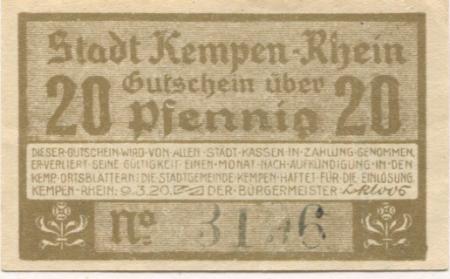 Stadt Kempen-Rhein
20 Gutschein über 20
Pfennig
DIESER·GUTSCHEIN·WIRD·VON·ALLEN·STADT·KASSEN·IN·ZAHLUNG·GENOMMEN,
ER·VERLIERT·SEINE·GÜLTIGKEIT·EINEN·MONAT·NACH·AUFKÜNDIGUNG·IN·DEN
KEMP·ORTSBLÄTTERN: DIE·STADTGEMEINDE·KEMPEN·HAFTET·FÜR·DIE·EINLÖSUNG.
KEMPEN-RHEIN, 9.3.20. DER·BÜRGERMEISTER
No.